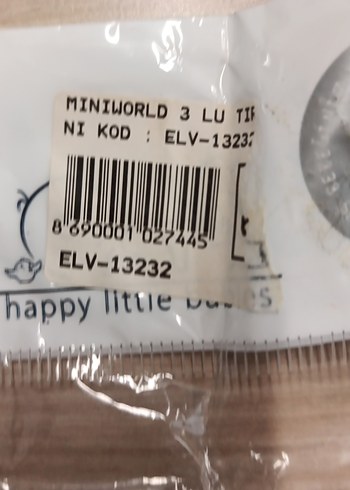 MINIWORLD 3 LU
NI KOD : ELV-13232
8 690001 027445
ELV-13232
happy little